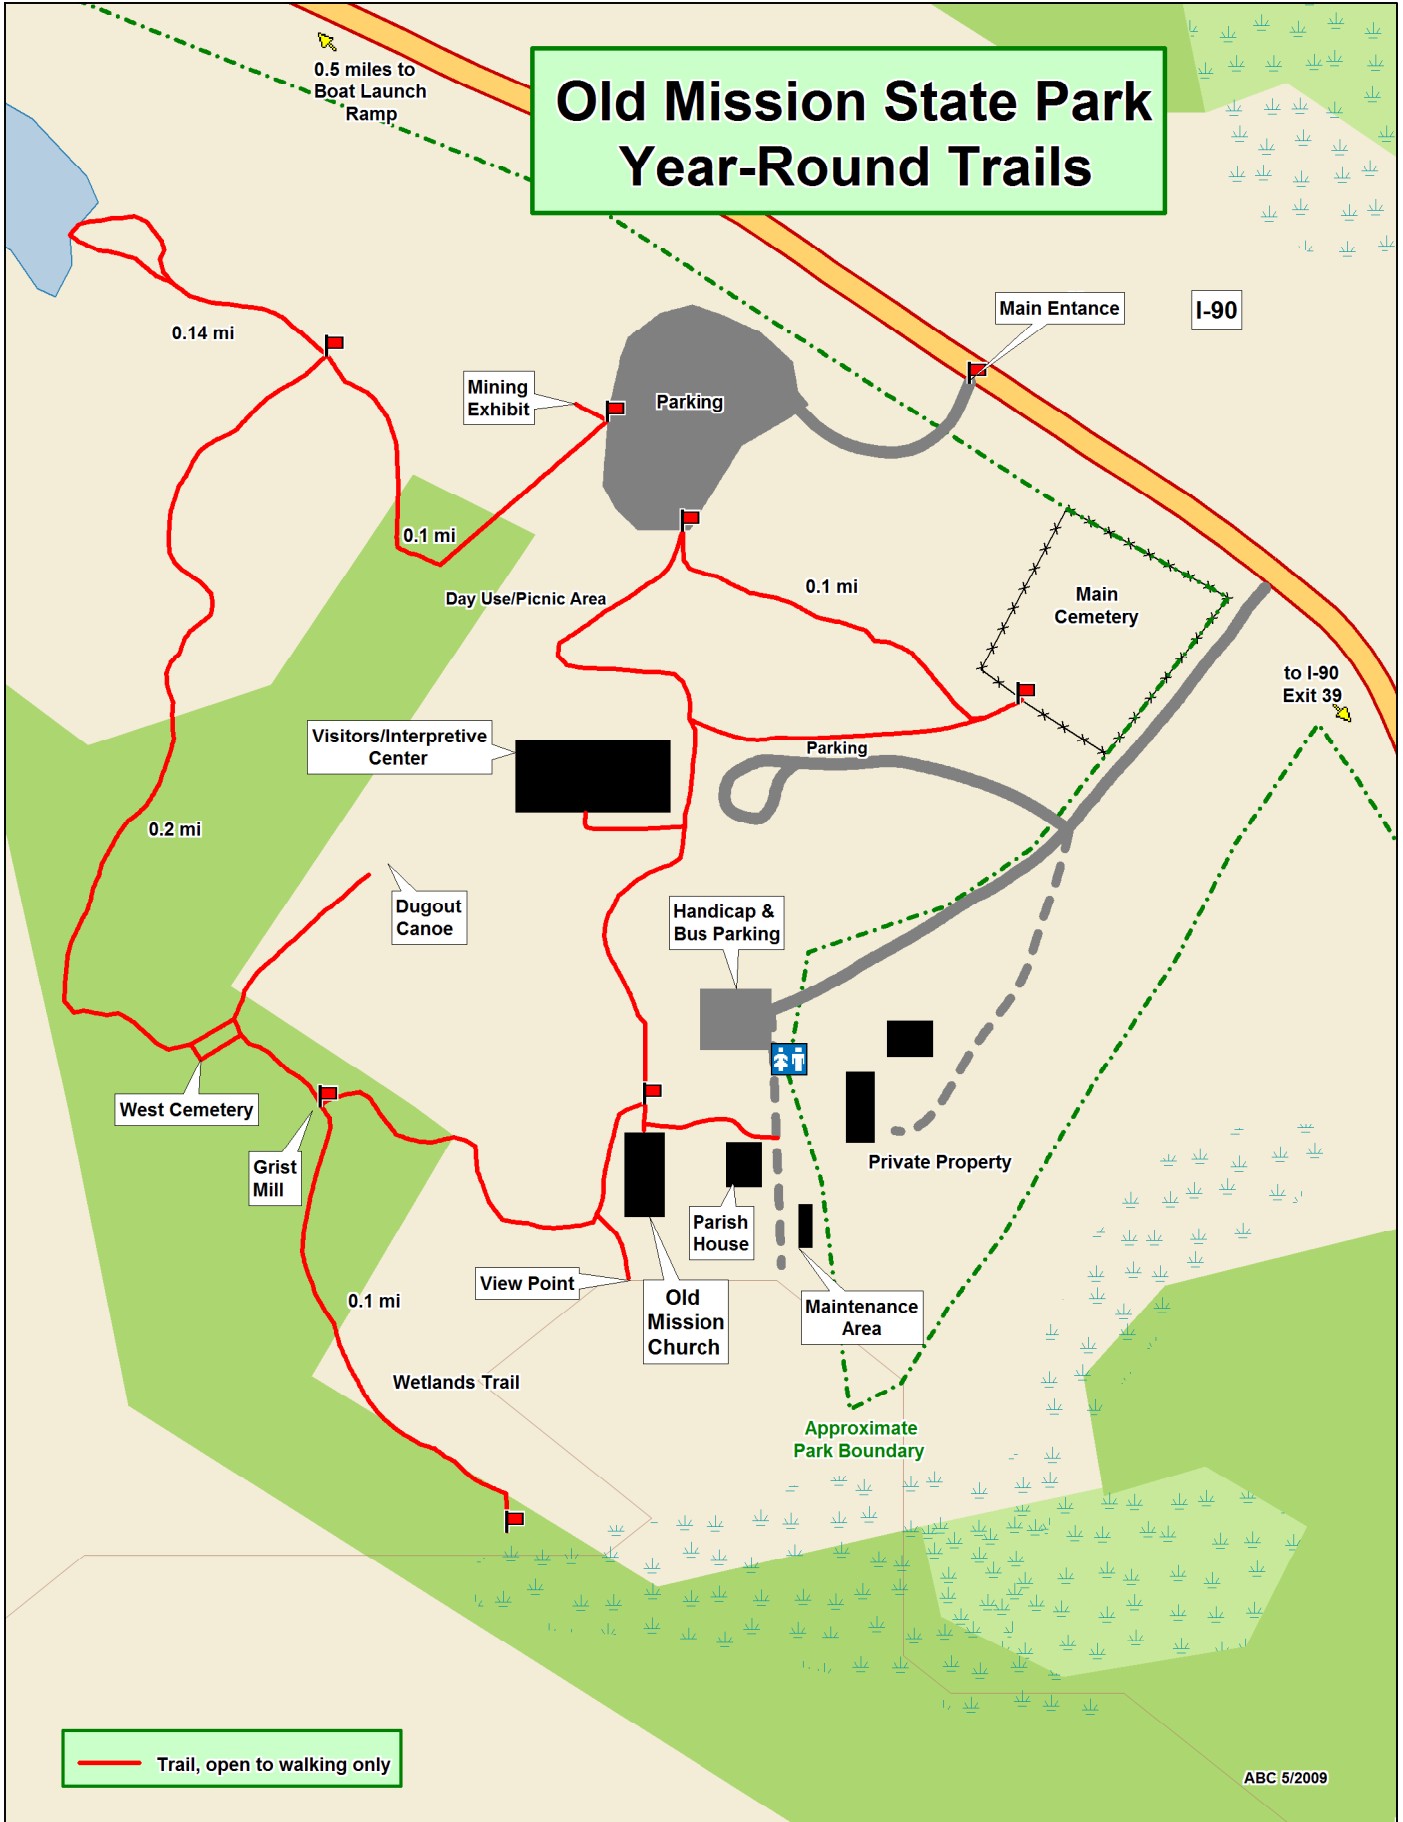 Old Mission State Park
Year-Round Trails
0.5 miles to
Boat Launch
Ramp
Main Entance
I-90
0.14 mi
Mining
Exhibit
Parking
0.1 mi
Day Use/Picnic Area
0.1 mi
Main
Cemetery
to I-90
Exit 39
Visitors/Interpretive
Center
Parking
0.2 mi
Dugout
Canoe
Handicap &
Bus Parking
West Cemetery
Grist
Mill
Private Property
Parish
House
View Point
Old
Mission
Church
Maintenance
Area
0.1 mi
Wetlands Trail
Approximate
Park Boundary
Trail, open to walking only
ABC 5/2009